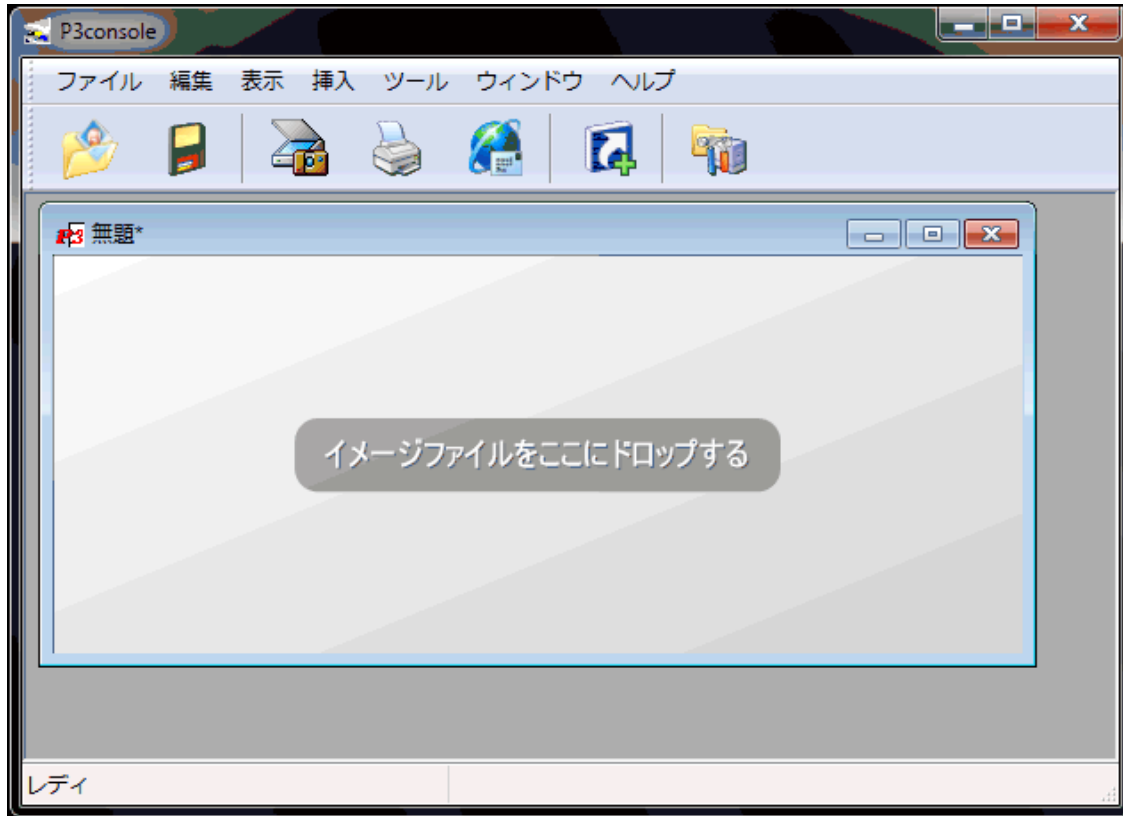 P3console
ファイル 編集 表示 挿入 ツール ウィンドウ ヘルプ
P3 無題*
イメージファイルをここにドロップする
レディ